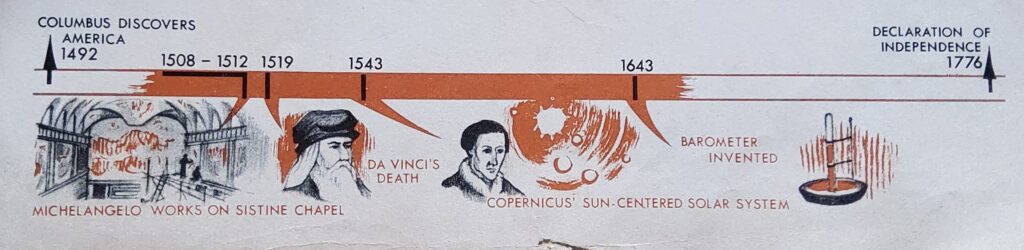 COLUMBUS DISCOVERS
AMERICA
1492
1508 – 1512
1519
1543
1643
DECLARATION OF
INDEPENDENCE
1776
MICHELANGELO WORKS ON SISTINE CHAPEL
DA VINCI'S
DEATH
COPERNICUS' SUN-CENTERED SOLAR SYSTEM
BAROMETER
INVENTED